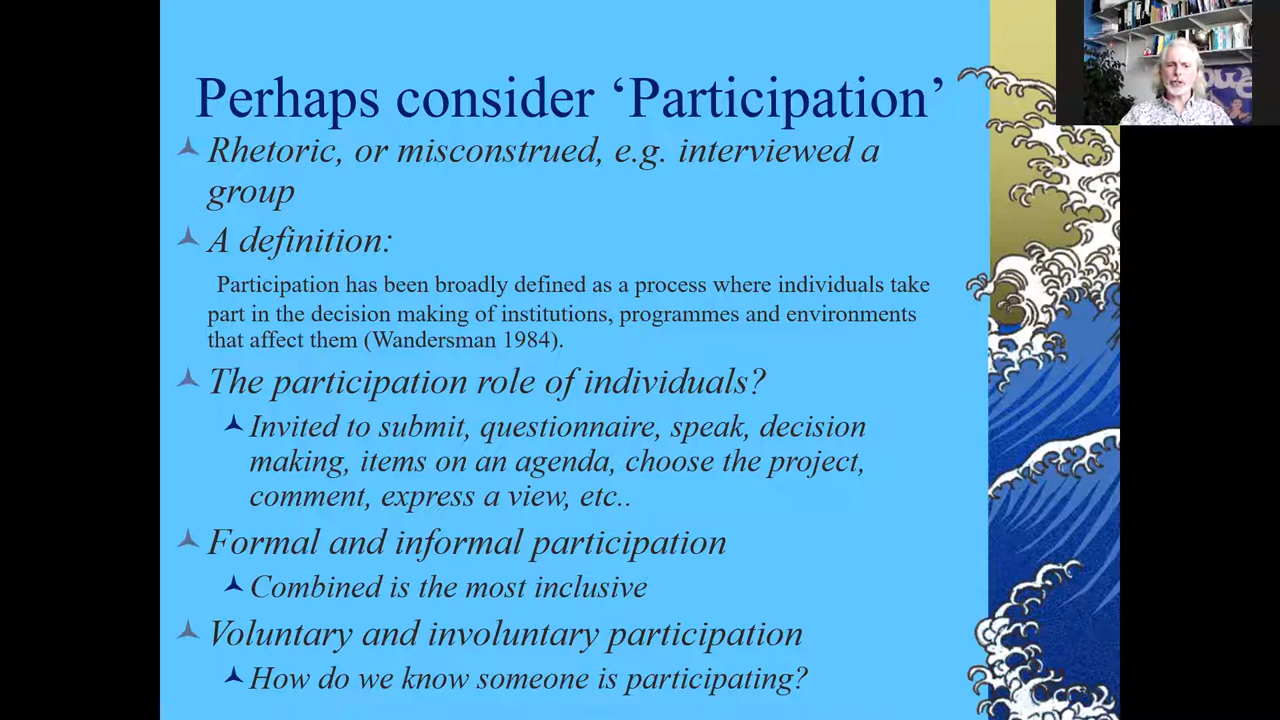 Perhaps consider ‘Participation’
Rhetoric, or misconstrued, e.g. interviewed a
group
A definition:
Participation has been broadly defined as a process where individuals take
part in the decision making of institutions, programmes and environments
that affect them (Wandersman 1984).
The participation role of individuals?
Invited to submit, questionnaire, speak, decision
making, items on an agenda, choose the project,
comment, express a view, etc..
Formal and informal participation
Combined is the most inclusive
Voluntary and involuntary participation
How do we know someone is participating?